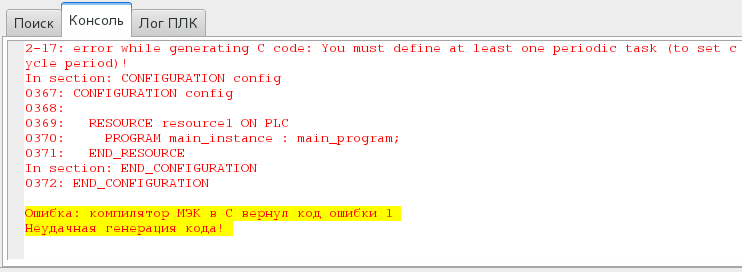 Поиск Консоль Лог ПЛК
2-17: error while generating C code: You must define at least one periodic task (to set c
ycle period)!
In section: CONFIGURATION config
0367: CONFIGURATION config
0368:
0369:   RESOURCE resource1 ON PLC
0370:     PROGRAM main_instance : main_program;
0371:   END_RESOURCE
In section: END_CONFIGURATION
0372: END_CONFIGURATION
Ошибка: компилятор МЭК в C вернул код ошибки 1
Неудачная генерация кода!